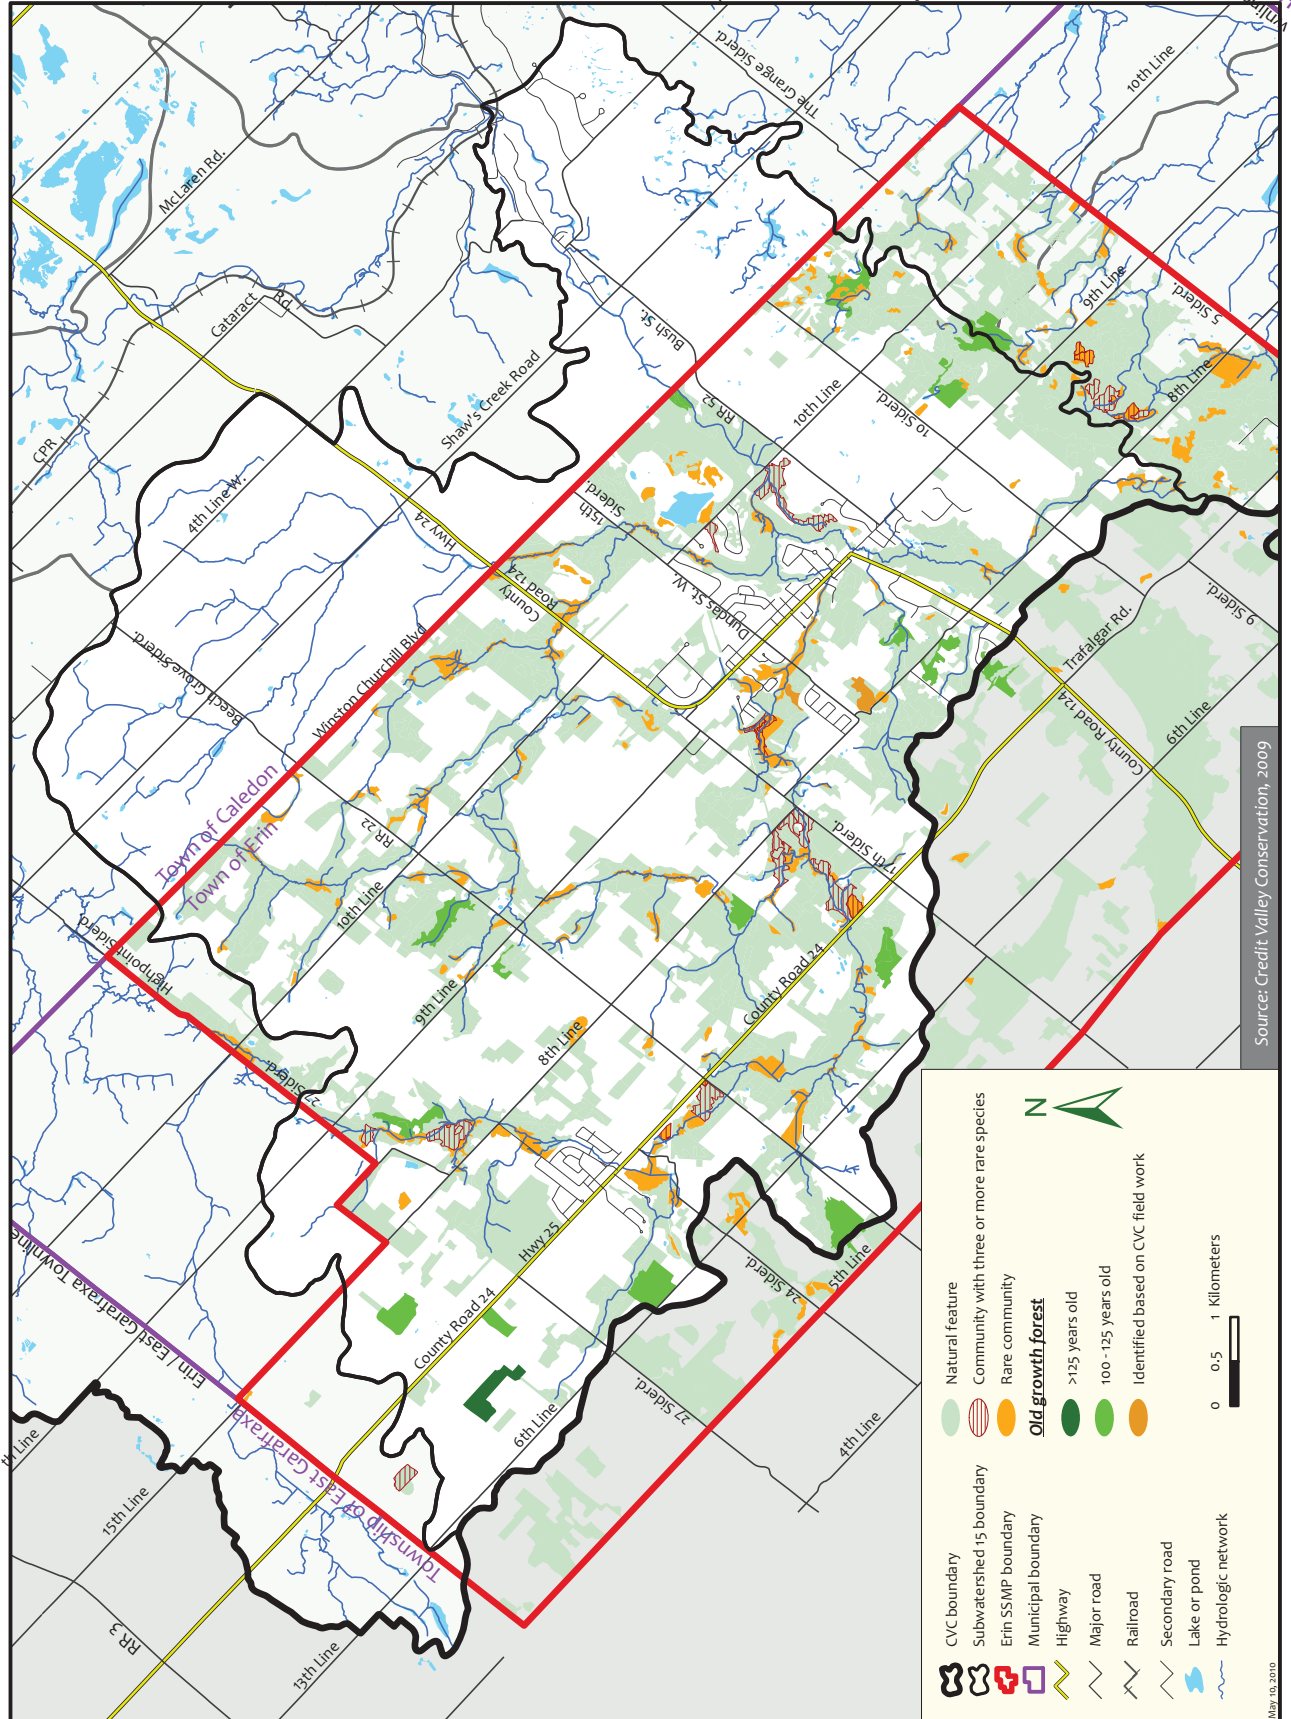 The Grange Siderd.
10th Line
McLaren Rd.
Cataract
Rd.
CPR
Shaw's Creek Road
Bush St.
4th Line W.
Hwy 24
RR 52
10th Line
10 Siderd.
9th Line
5 Siderd.
8th Line
15th
Siderd.
County
Road 124
Dundas St. W.
Beech Grove Siderd.
Winston Churchill Blvd
Trafalgar Rd.
9 Siderd.
County Road 124
6th Line
Town of Caledon
Town of Erin
RR 22
17th Siderd.
10th Line
Highpoint Siderd.
9th Line
8th Line
County Road 24
27 Siderd.
Hwy 25
County Road 24
24 Siderd.
5th Line
Erin / East Garafraxa Townline
Township of East Garafraxa
6th Line
27 Siderd.
4th Line
th Line
15th Line
RR 3
13th Line
Source: Credit Valley Conservation, 2009
N
CVC boundary
Subwatershed 15 boundary
Erin SSMP boundary
Municipal boundary
Highway
Major road
Railroad
Secondary road
Lake or pond
Hydrologic network
Natural feature
Community with three or more rare species
Rare community
Old growth forest
>125 years old
100 - 125 years old
Identified based on CVC field work
0 0.5 1 Kilometers
May 10, 2010